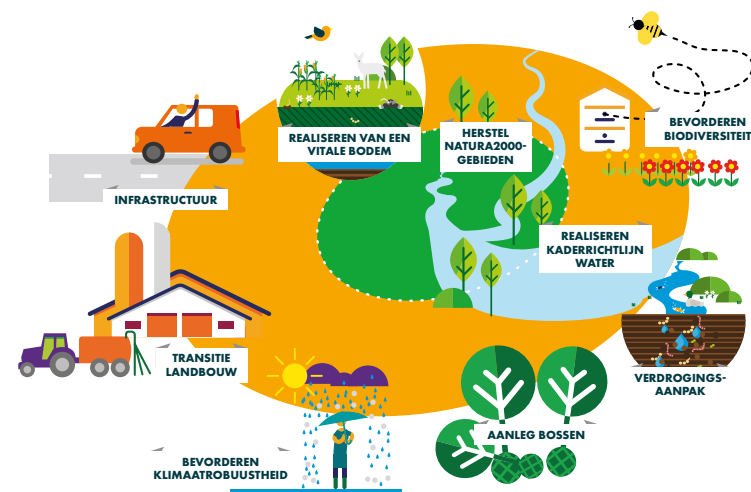 REALISEREN VAN EEN
VITALE BODEM
HERSTEL
NATURA2000-
GEBIEDEN
BEVORDEREN
BIODIVERSITEIT
INFRASTRUCTUUR
REALISEREN
KADERRICHTLIJN
WATER
TRANSITIE
LANDBOUW
VERDROGINGS-
AANPAK
AANLEG BOSSEN
BEVORDEREN
KLIMAATROBUUSTHEID